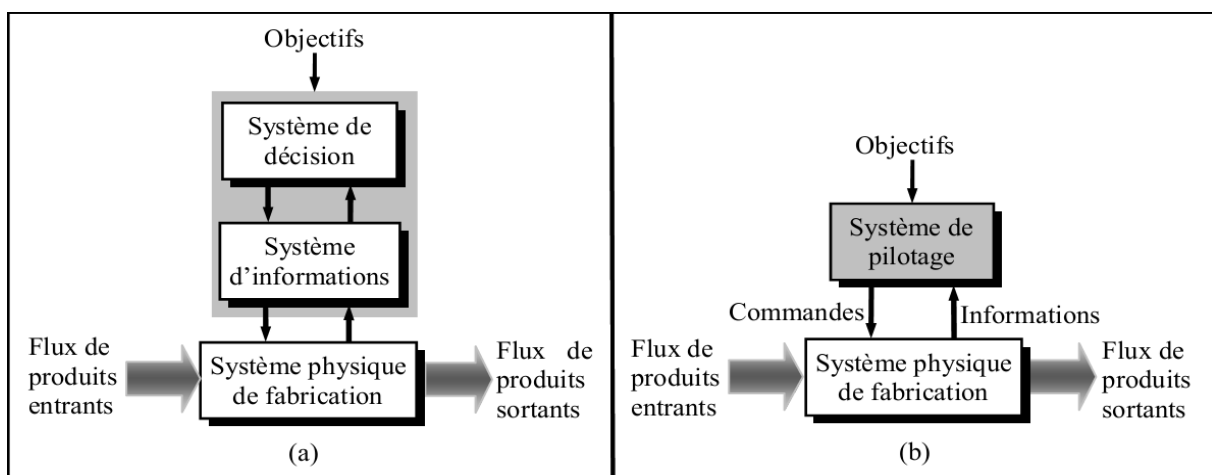 Objectifs
Système de
décision
Système
d'informations
Flux de
produits
entrants
Système physique
de fabrication
Flux de
produits
sortants
(a)
Objectifs
Système de
pilotage
Commandes
Informations
Flux de
produits
entrants
Système physique
de fabrication
Flux de
produits
sortants
(b)